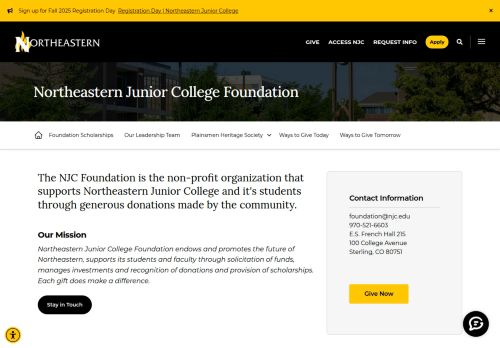 Sign up for Fall 2025 Registration Day Registration Day | Northeastern Junior College ×
NORTHEASTERN GIVE ACCESS NJC REQUEST INFO Apply
Northeastern Junior College Foundation
Foundation Scholarships Our Leadership Team Plainsmen Heritage Society Ways to Give Today Ways to Give Tomorrow
The NJC Foundation is the non-profit organization that
supports Northeastern Junior College and it's students
through generous donations made by the community.
Our Mission
Northeastern Junior College Foundation endows and promotes the future of
Northeastern, supports its students and faculty through solicitation of funds,
manages investments and recognition of donations and provision of scholarships.
Each gift does make a difference.
Stay in Touch
Contact Information
foundation@njc.edu
970-521-6603
E.S. French Hall 215
100 College Avenue
Sterling, CO 80751
Give Now